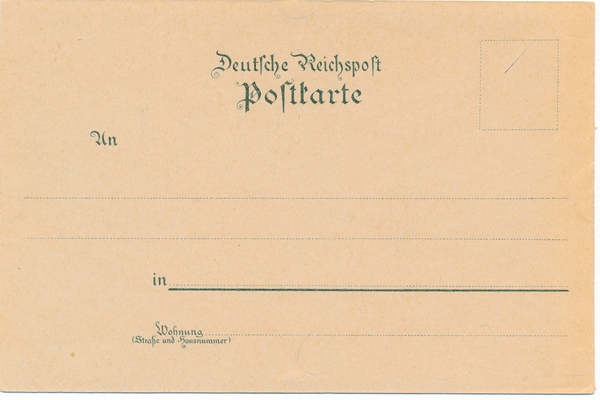 Deutſche Reichspoſt
Poſtkarte
An
in
Wohnung
(Straße und Hausnummer)